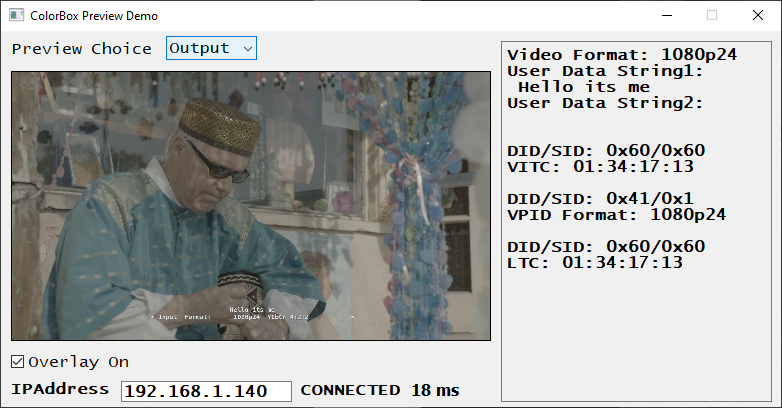 ColorBox Preview Demo
Preview Choice Output
Video Format: 1080p24
User Data String1:
Hello its me
User Data String2:
DID/SID: 0x60/0x60
VITC: 01:34:17:13
DID/SID: 0x41/0x1
VPID Format: 1080p24
DID/SID: 0x60/0x60
LTC: 01:34:17:13
Hello its me
Input Format: 1080p24 YCbCr 4:2:2
Overlay On
IPAddress 192.168.1.140 CONNECTED 18 ms